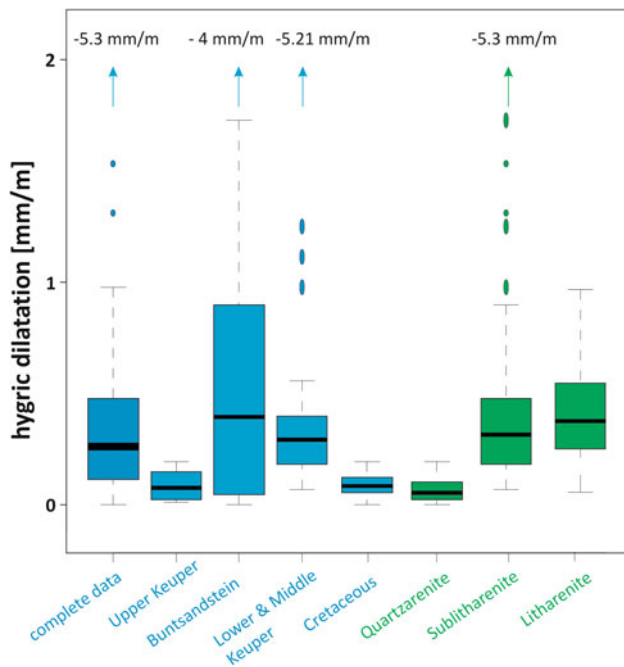 -5.3 mm/m - 4 mm/m -5.21 mm/m -5.3 mm/m
2
1
0
hygric dilatation [mm/m]
complete data
Upper Keuper
Buntsandstein
Lower & Middle
Keuper
Cretaceous
Quartzarenite
Sublitharenite
Litharenite